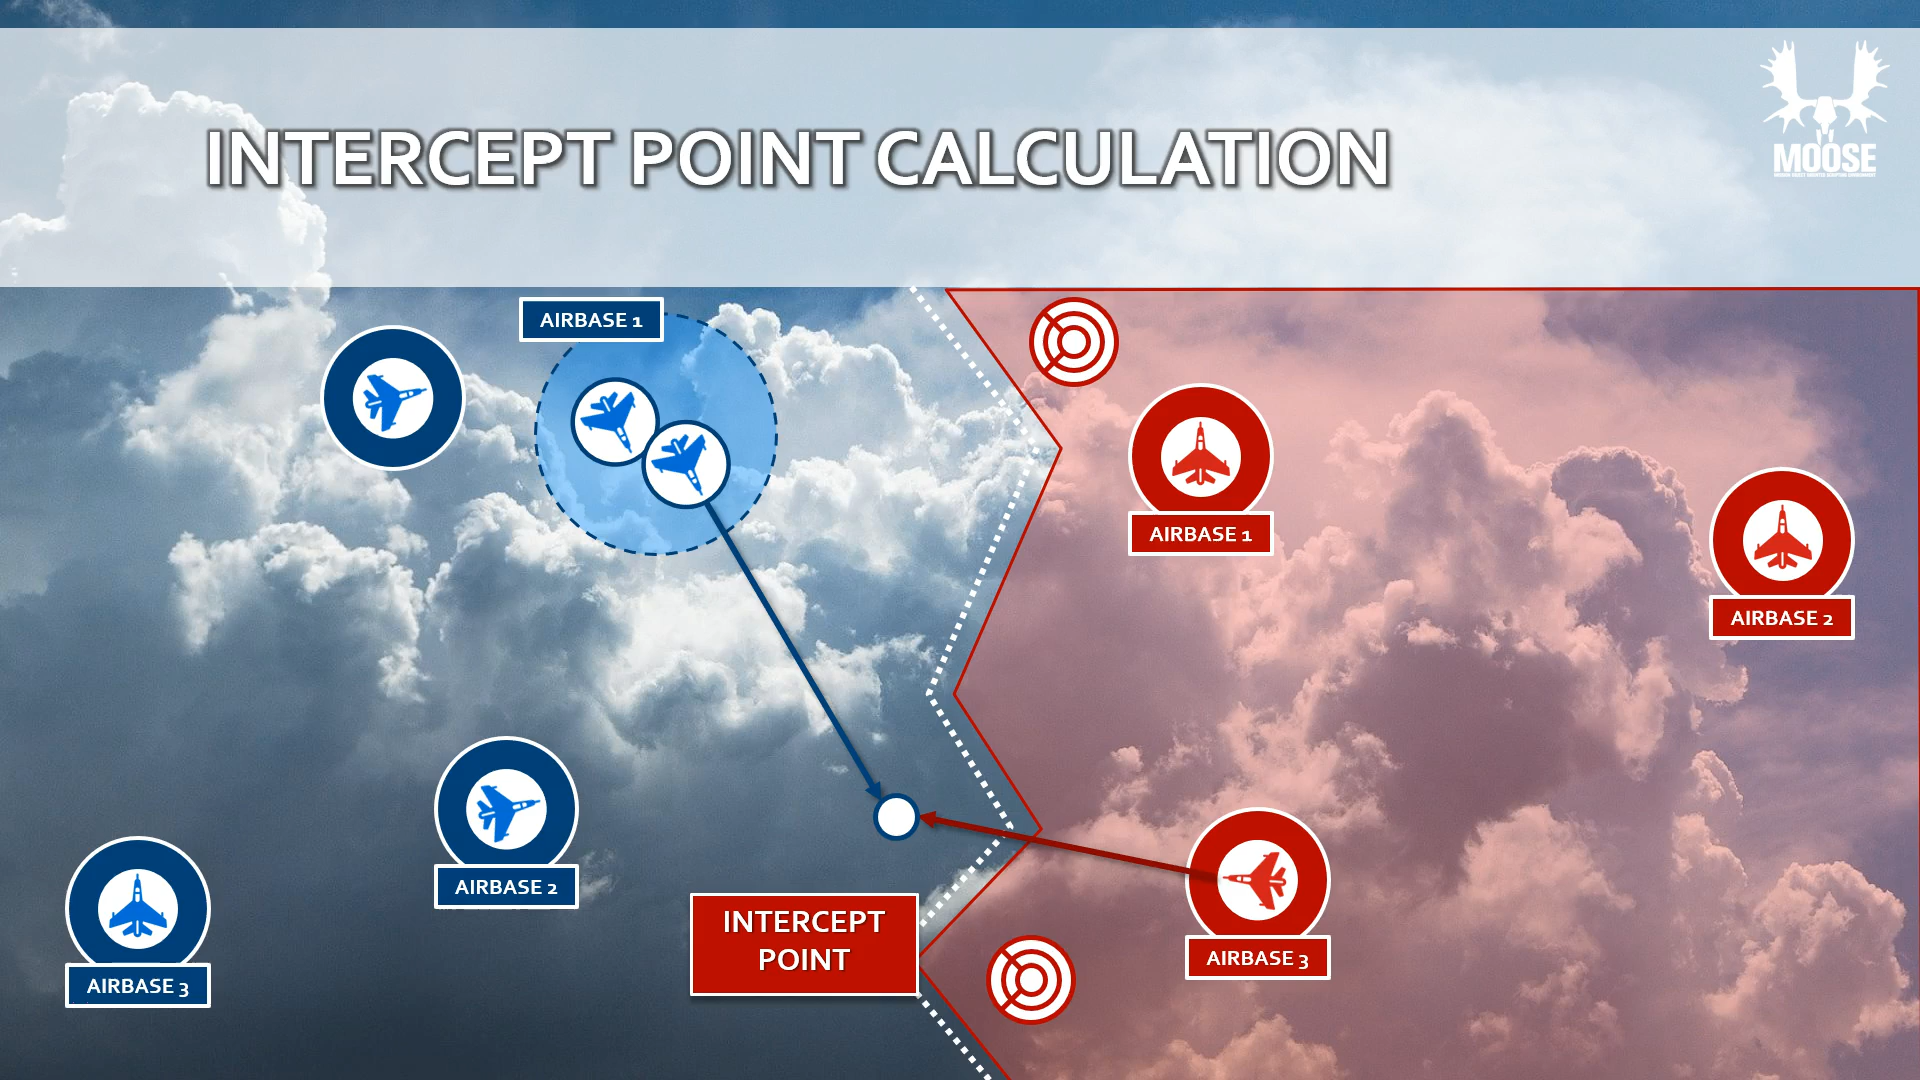 INTERCEPT POINT CALCULATION
MOOSE
AIRBASE 1
AIRBASE 1
AIRBASE 2
AIRBASE 2
AIRBASE 3
INTERCEPT
POINT
AIRBASE 3